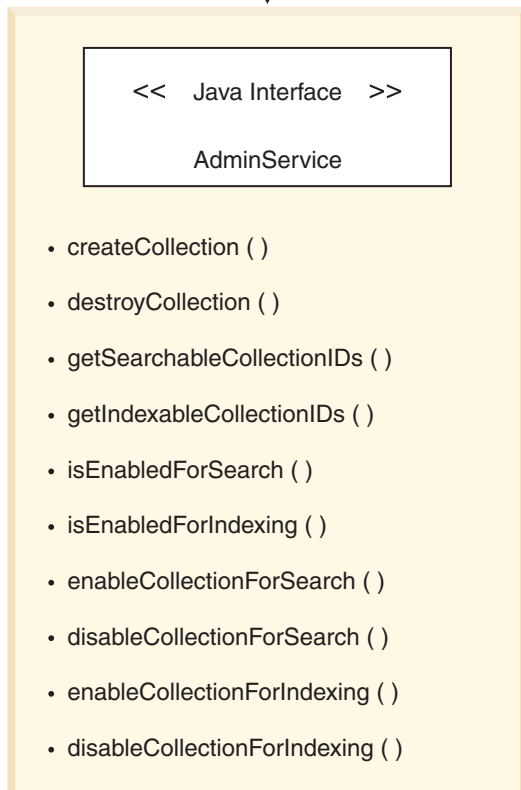 << Java Interface >>
AdminService
• createCollection ( )
• destroyCollection ( )
• getSearchableCollectionIDs ( )
• getIndexableCollectionIDs ( )
• isEnabledForSearch ( )
• isEnabledForIndexing ( )
• enableCollectionForSearch ( )
• disableCollectionForSearch ( )
• enableCollectionForIndexing ( )
• disableCollectionForIndexing ( )